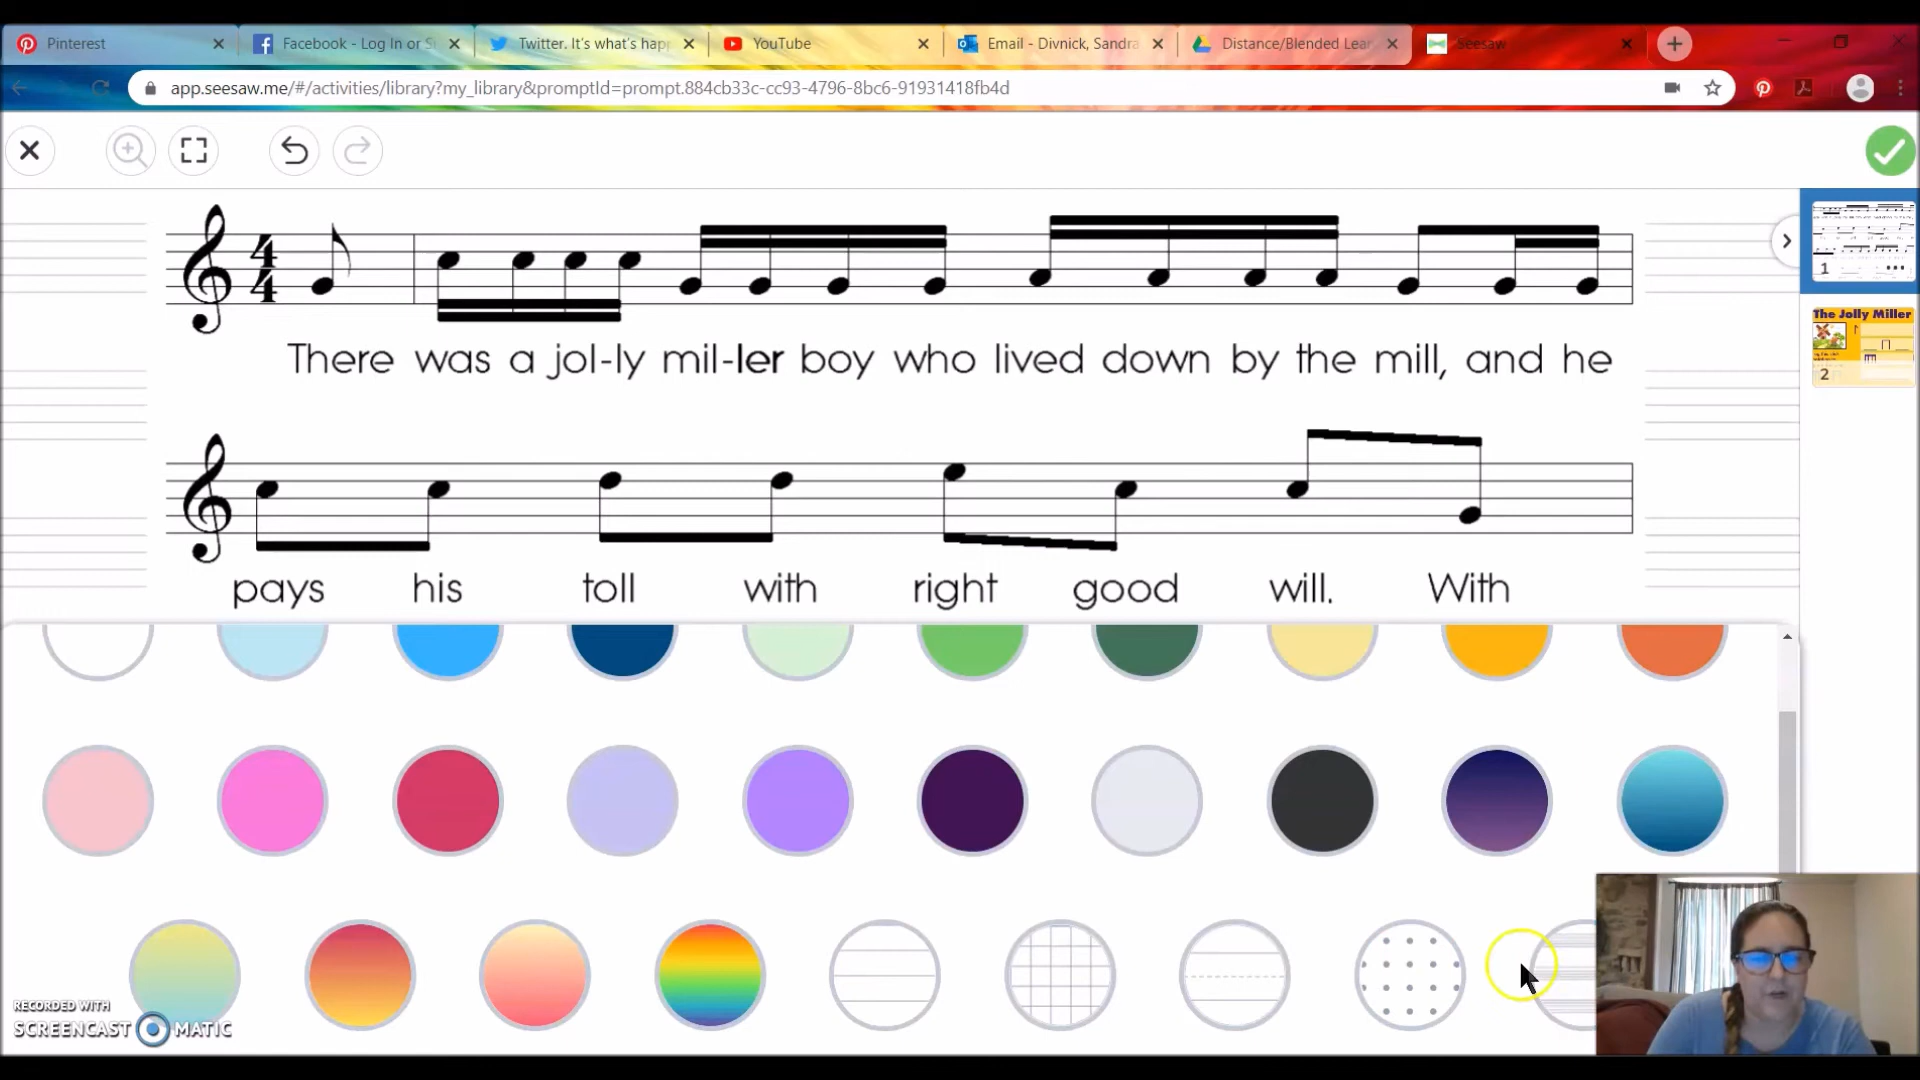 Pinterest
Facebook - Log In or Si
Twitter. It's what's happ
YouTube
Email - Divnick, Sandra
Distance/Blended Lear
Seesaw
app.seesaw.me/#/activities/library?my_library&promptId=prompt.884cb33c-cc93-4796-8bc6-91931418fb4d
4
4
There was a jol-ly mil-ler boy who lived down by the mill, and he
pays his toll with right good will. With
1
The Jolly Miller
2
RECORDED WITH
SCREENCAST MATIC